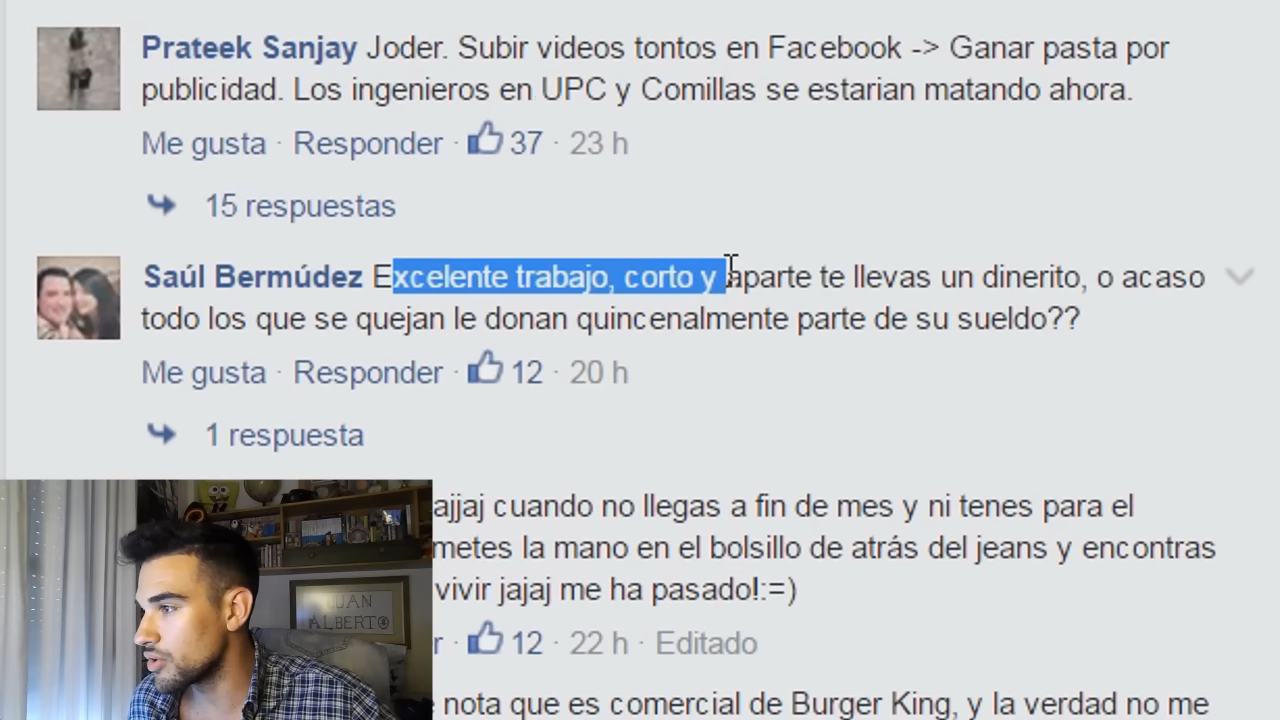 Prateek Sanjay Joder. Subir videos tontos en Facebook -> Ganar pasta por
publicidad. Los ingenieros en UPC y Comillas se estarian matando ahora.
Me gusta · Responder · 37 · 23 h
15 respuestas
Saúl Bermúdez Excelente trabajo, corto y aparte te llevas un dinerito, o acaso
todo los que se quejan le donan quincenalmente parte de su sueldo??
Me gusta · Responder · 12 · 20 h
1 respuesta
ajjaj cuando no llegas a fin de mes y ni tenes para el
metes la mano en el bolsillo de atrás del jeans y encontras
vivir jajaj me ha pasado!:=)
r · 12 · 22 h · Editado
nota que es comercial de Burger King, y la verdad no me
JUAN
ALBERTO